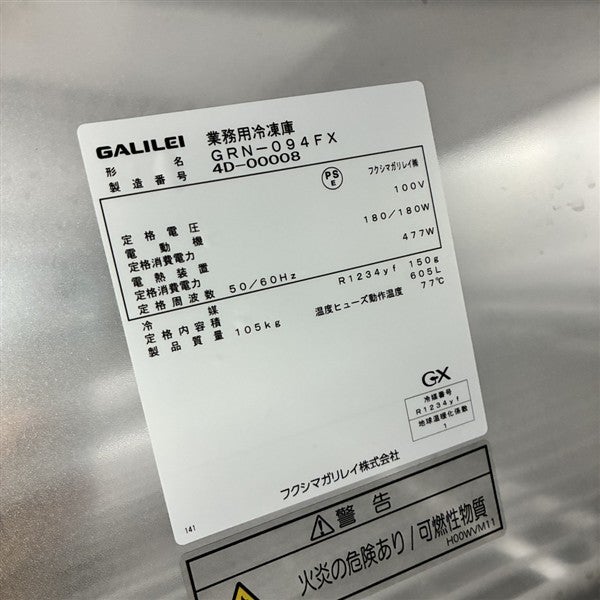 GALILEI 業務用冷凍庫
形名 GRN-094FX
製造番号 4D-00008
PS E フクシマガリレイ㈱
定格電圧 100V
電動機
定格消費電力 180/180W
電熱装置
定格消費電力 477W
定格周波数 50/60Hz
冷媒 R1234yf 150g
定格内容積 605L
製品質量 105kg 温度ヒューズ動作温度 77℃
GX
冷媒番号
R1234yf
地球温暖化係数
1
フクシマガリレイ株式会社
141
警告
火炎の危険あり/可燃性物質
H00WVM11